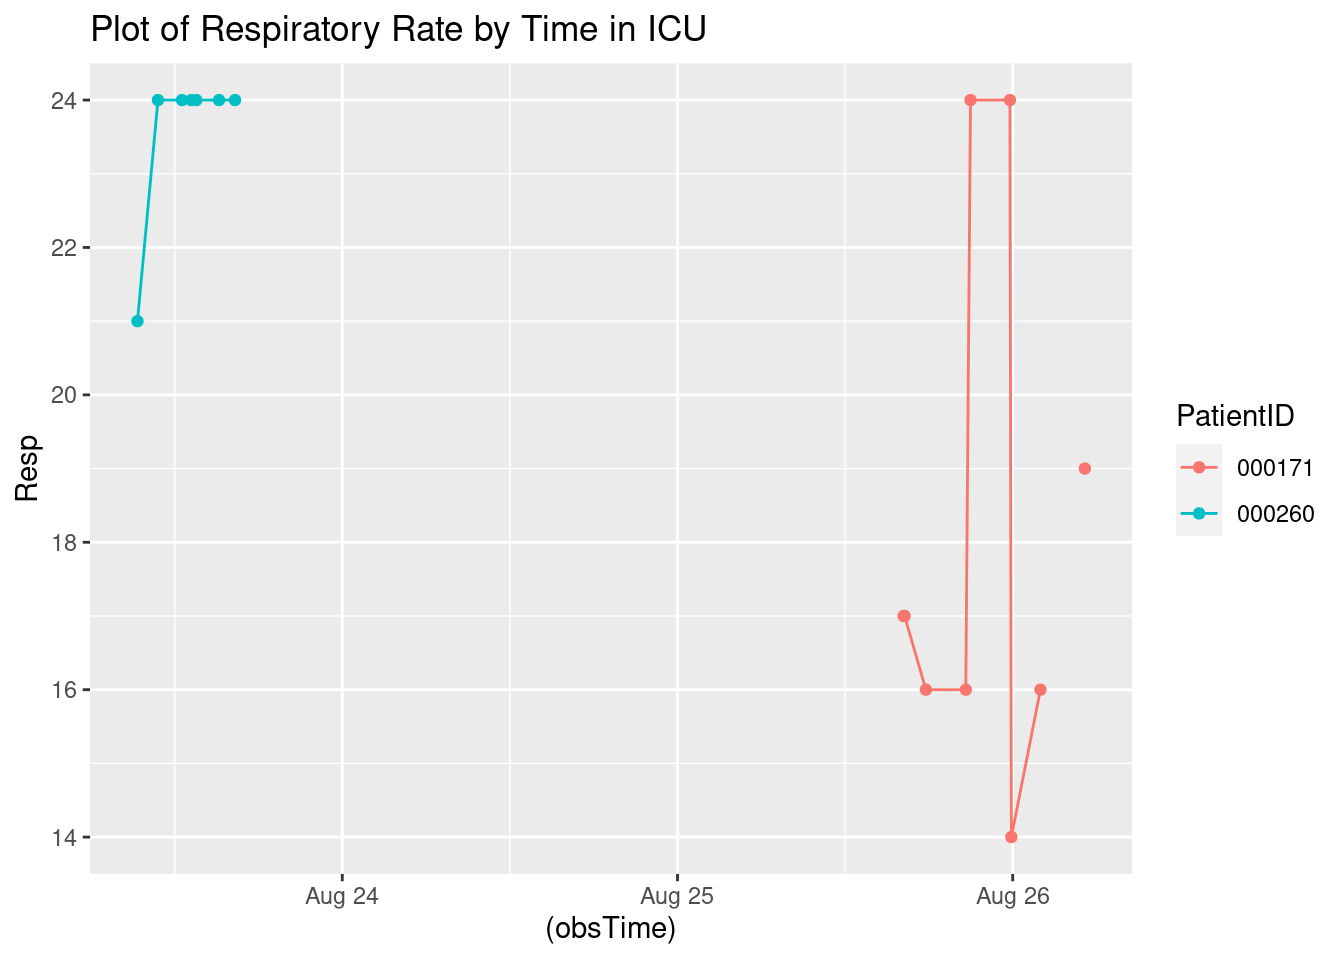 Plot of Respiratory Rate by Time in ICU
24
22
20
18
16
14
Resp
Aug 24
Aug 25
Aug 26
(obsTime)
PatientID
000171
000260